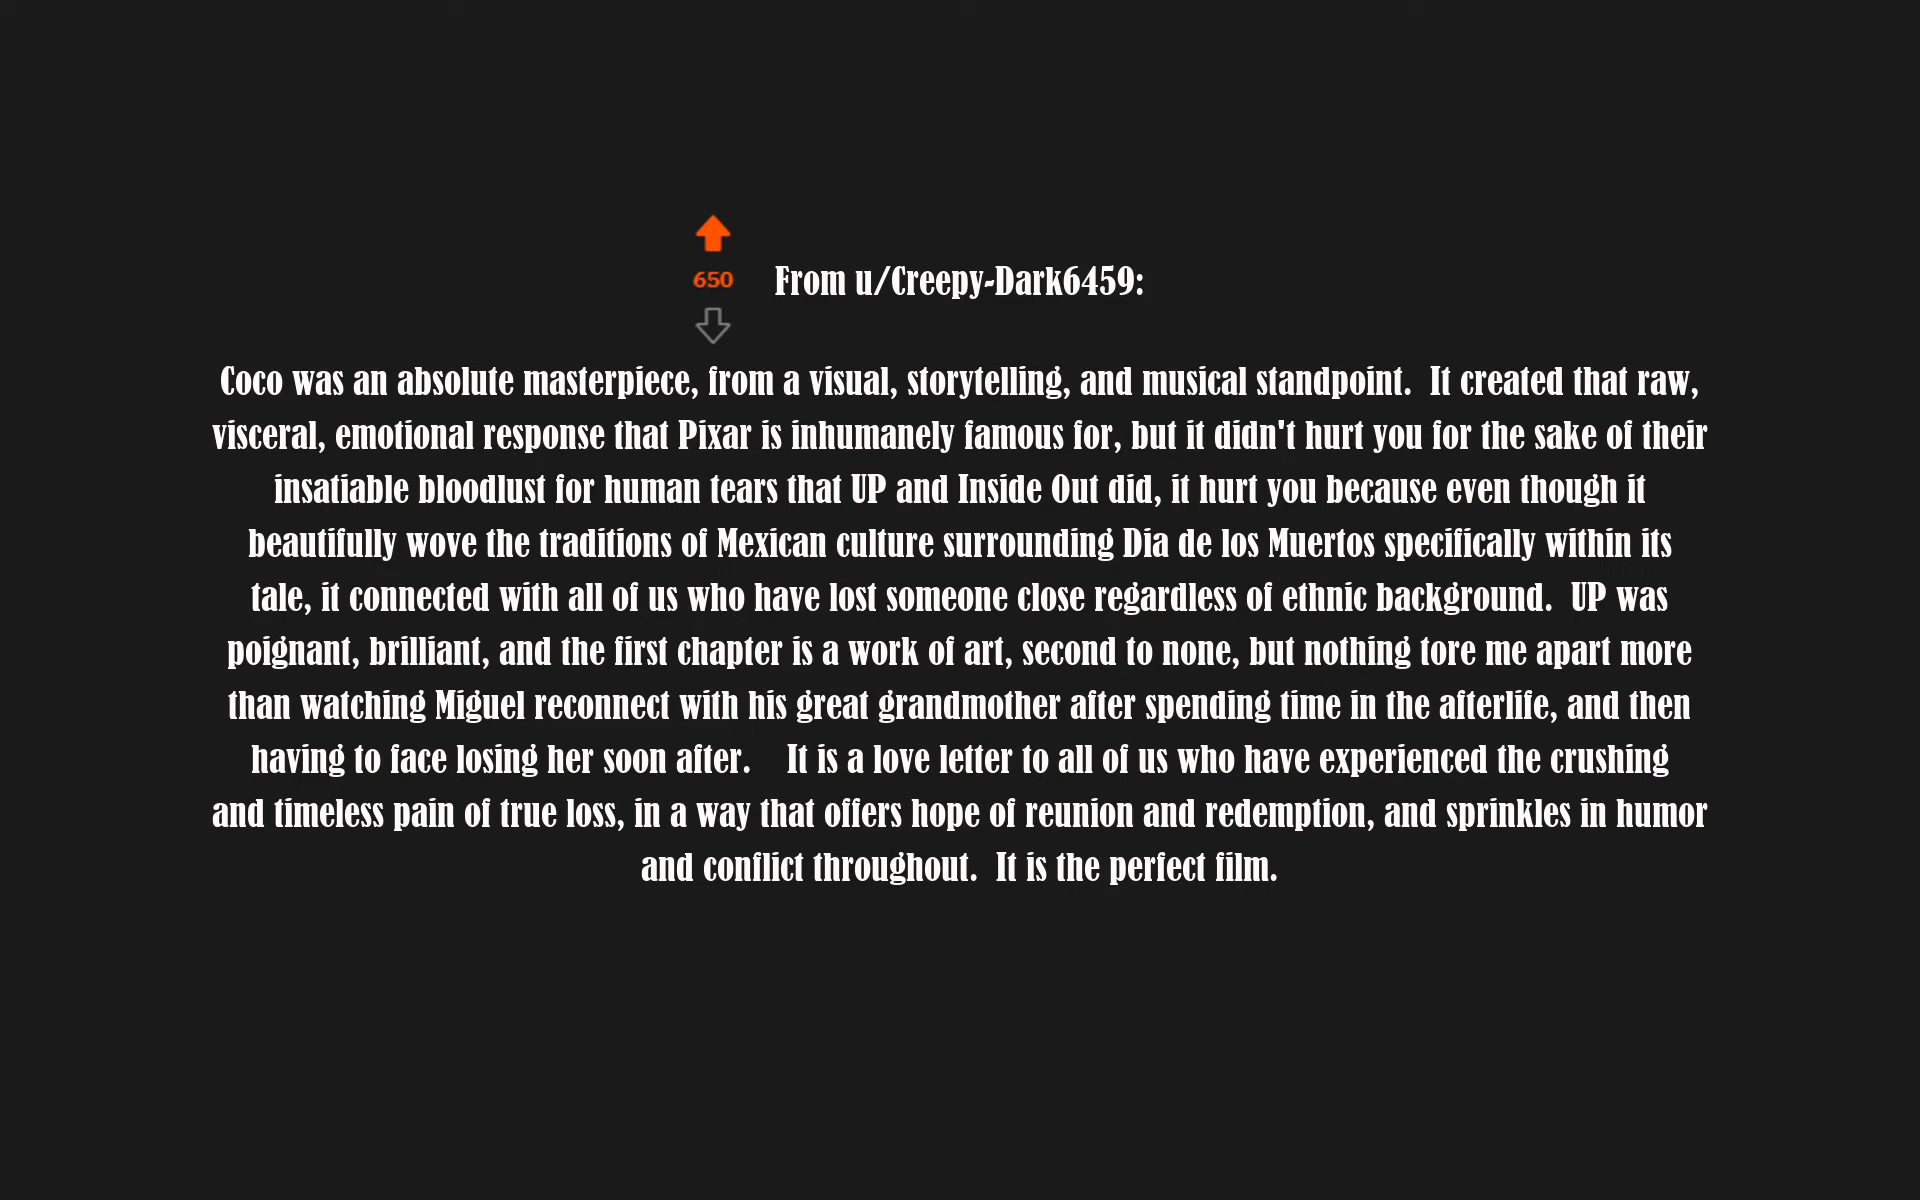 650
From u/Creepy-Dark6459:
Coco was an absolute masterpiece, from a visual, storytelling, and musical standpoint.  It created that raw,
visceral, emotional response that Pixar is inhumanely famous for, but it didn't hurt you for the sake of their
insatiable bloodlust for human tears that UP and Inside Out did, it hurt you because even though it
beautifully wove the traditions of Mexican culture surrounding Dia de los Muertos specifically within its
tale, it connected with all of us who have lost someone close regardless of ethnic background.  UP was
poignant, brilliant, and the first chapter is a work of art, second to none, but nothing tore me apart more
than watching Miguel reconnect with his great grandmother after spending time in the afterlife, and then
having to face losing her soon after.    It is a love letter to all of us who have experienced the crushing
and timeless pain of true loss, in a way that offers hope of reunion and redemption, and sprinkles in humor
and conflict throughout.  It is the perfect film.